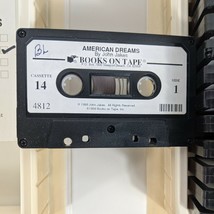 BL
AMERICAN DREAMS
By John Jakes
BOOKS ON TAPE
CASSETTE
14
SIDE
1
4812